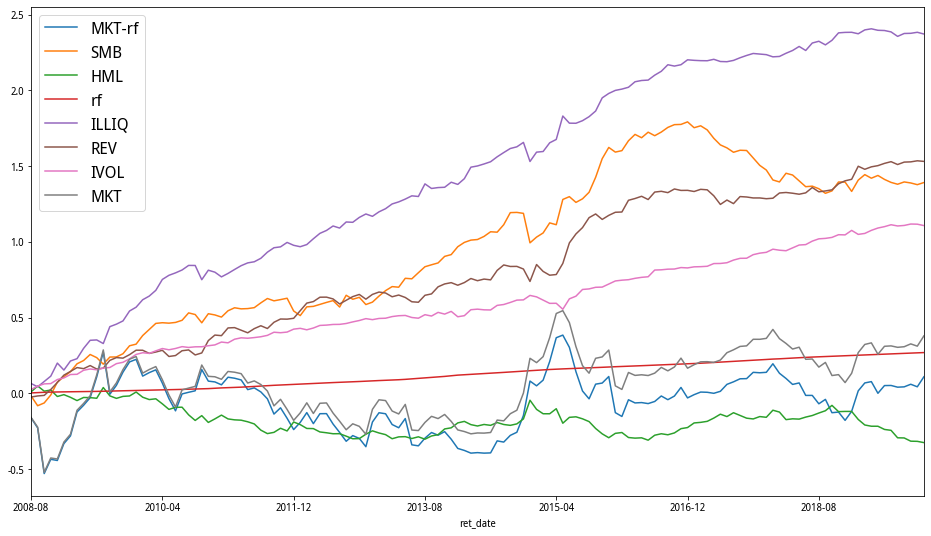 2.5
2.0
1.5
1.0
0.5
0.0
-0.5
MKT-rf
SMB
HML
rf
ILLIQ
REV
IVOL
MKT
2008-08 2010-04 2011-12 2013-08 2015-04 2016-12 2018-08
ret_date